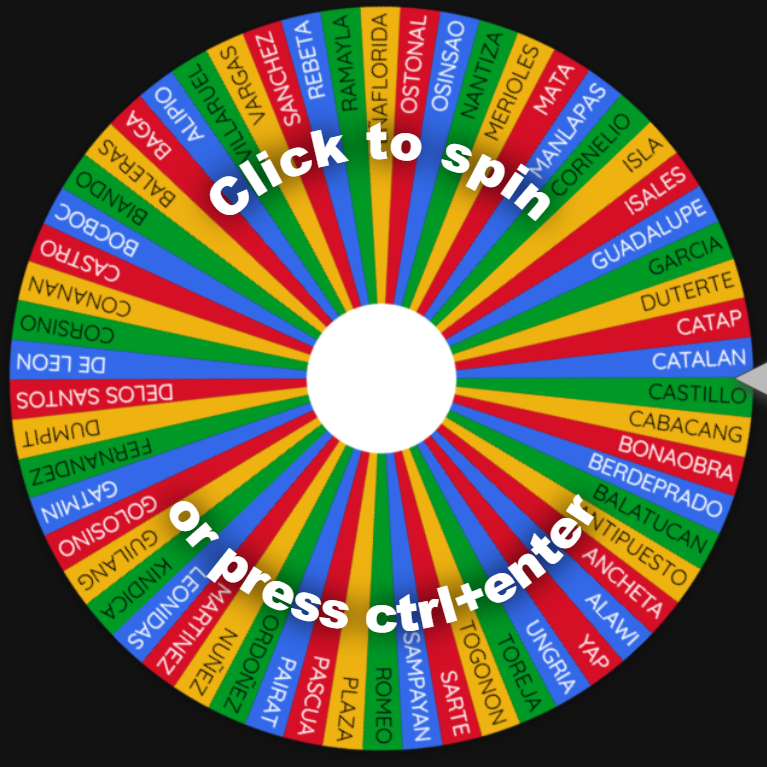 Click to spin
or press ctrl+enter
OSTONAL
OSINSAO
NANTIZA
MERIOLES
MATA
MANLAPAS
CORNELIO
ISLA
ISALES
GUADALUPE
GARCIA
DUTERTE
CATAP
CATALAN
CASTILLO
CABACANG
BONAOBRA
BERDEPRADO
BALATUCAN
ANCHETA
ALAWI
YAP
UNGRIA
TOREJA
TOGONON
SARTE
SAMPAYAN
ROMEO
PLAZA
PASCUA
PAIRAT
ORDOÑEZ
NUÑEZ
MARTINEZ
LEONIDAS
KINDICA
GUILANG
GOLOSINO
GATMIN
FERNANDEZ
DUMPIT
DELOS SANTOS
DE LEON
CORSINO
CONANAN
CASTRO
BOCBOC
BIANDO
BALERAS
BAGA
ALIPIO
VILLARUEL
VARGAS
SANCHEZ
REBETA
RAMAYLA